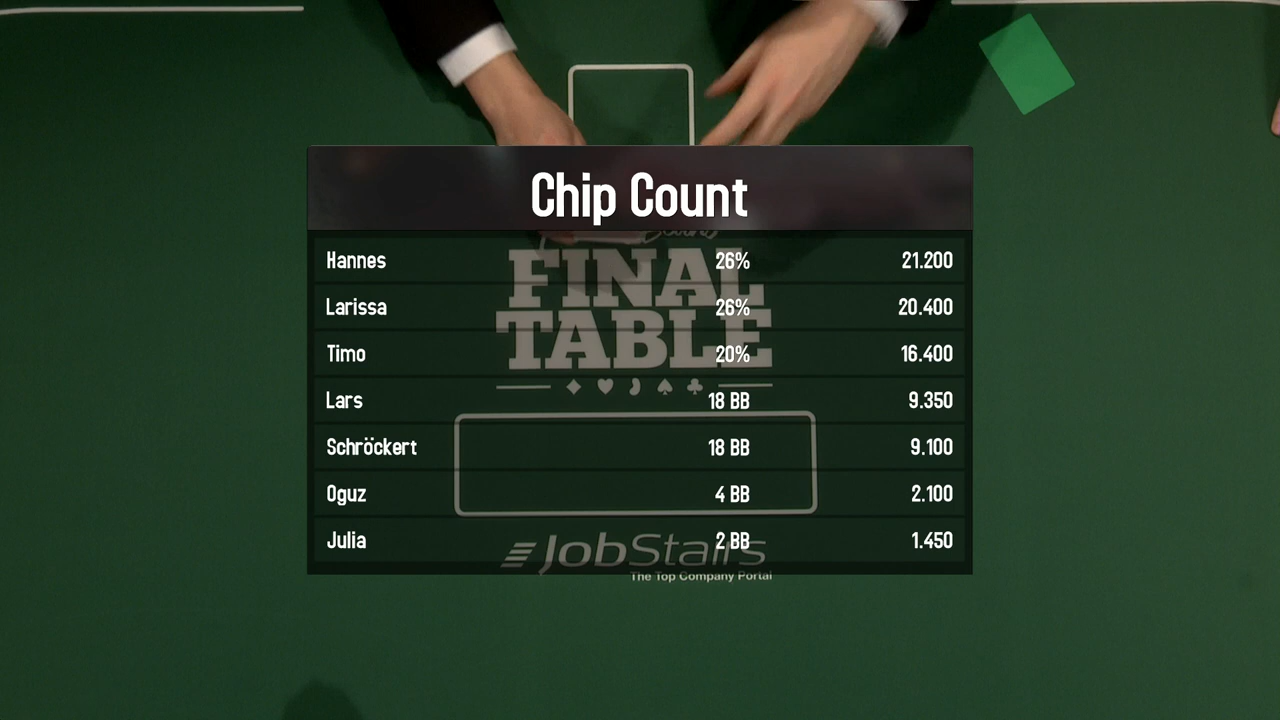 Chip Count
FINAL
TABLE
Hannes 26% 21.200
Larissa 26% 20.400
Timo 20% 16.400
Lars 18 BB 9.350
Schröckert 18 BB 9.100
Oguz 4 BB 2.100
Julia 2 BB 1.450
JobStairs
The Top Company Portal